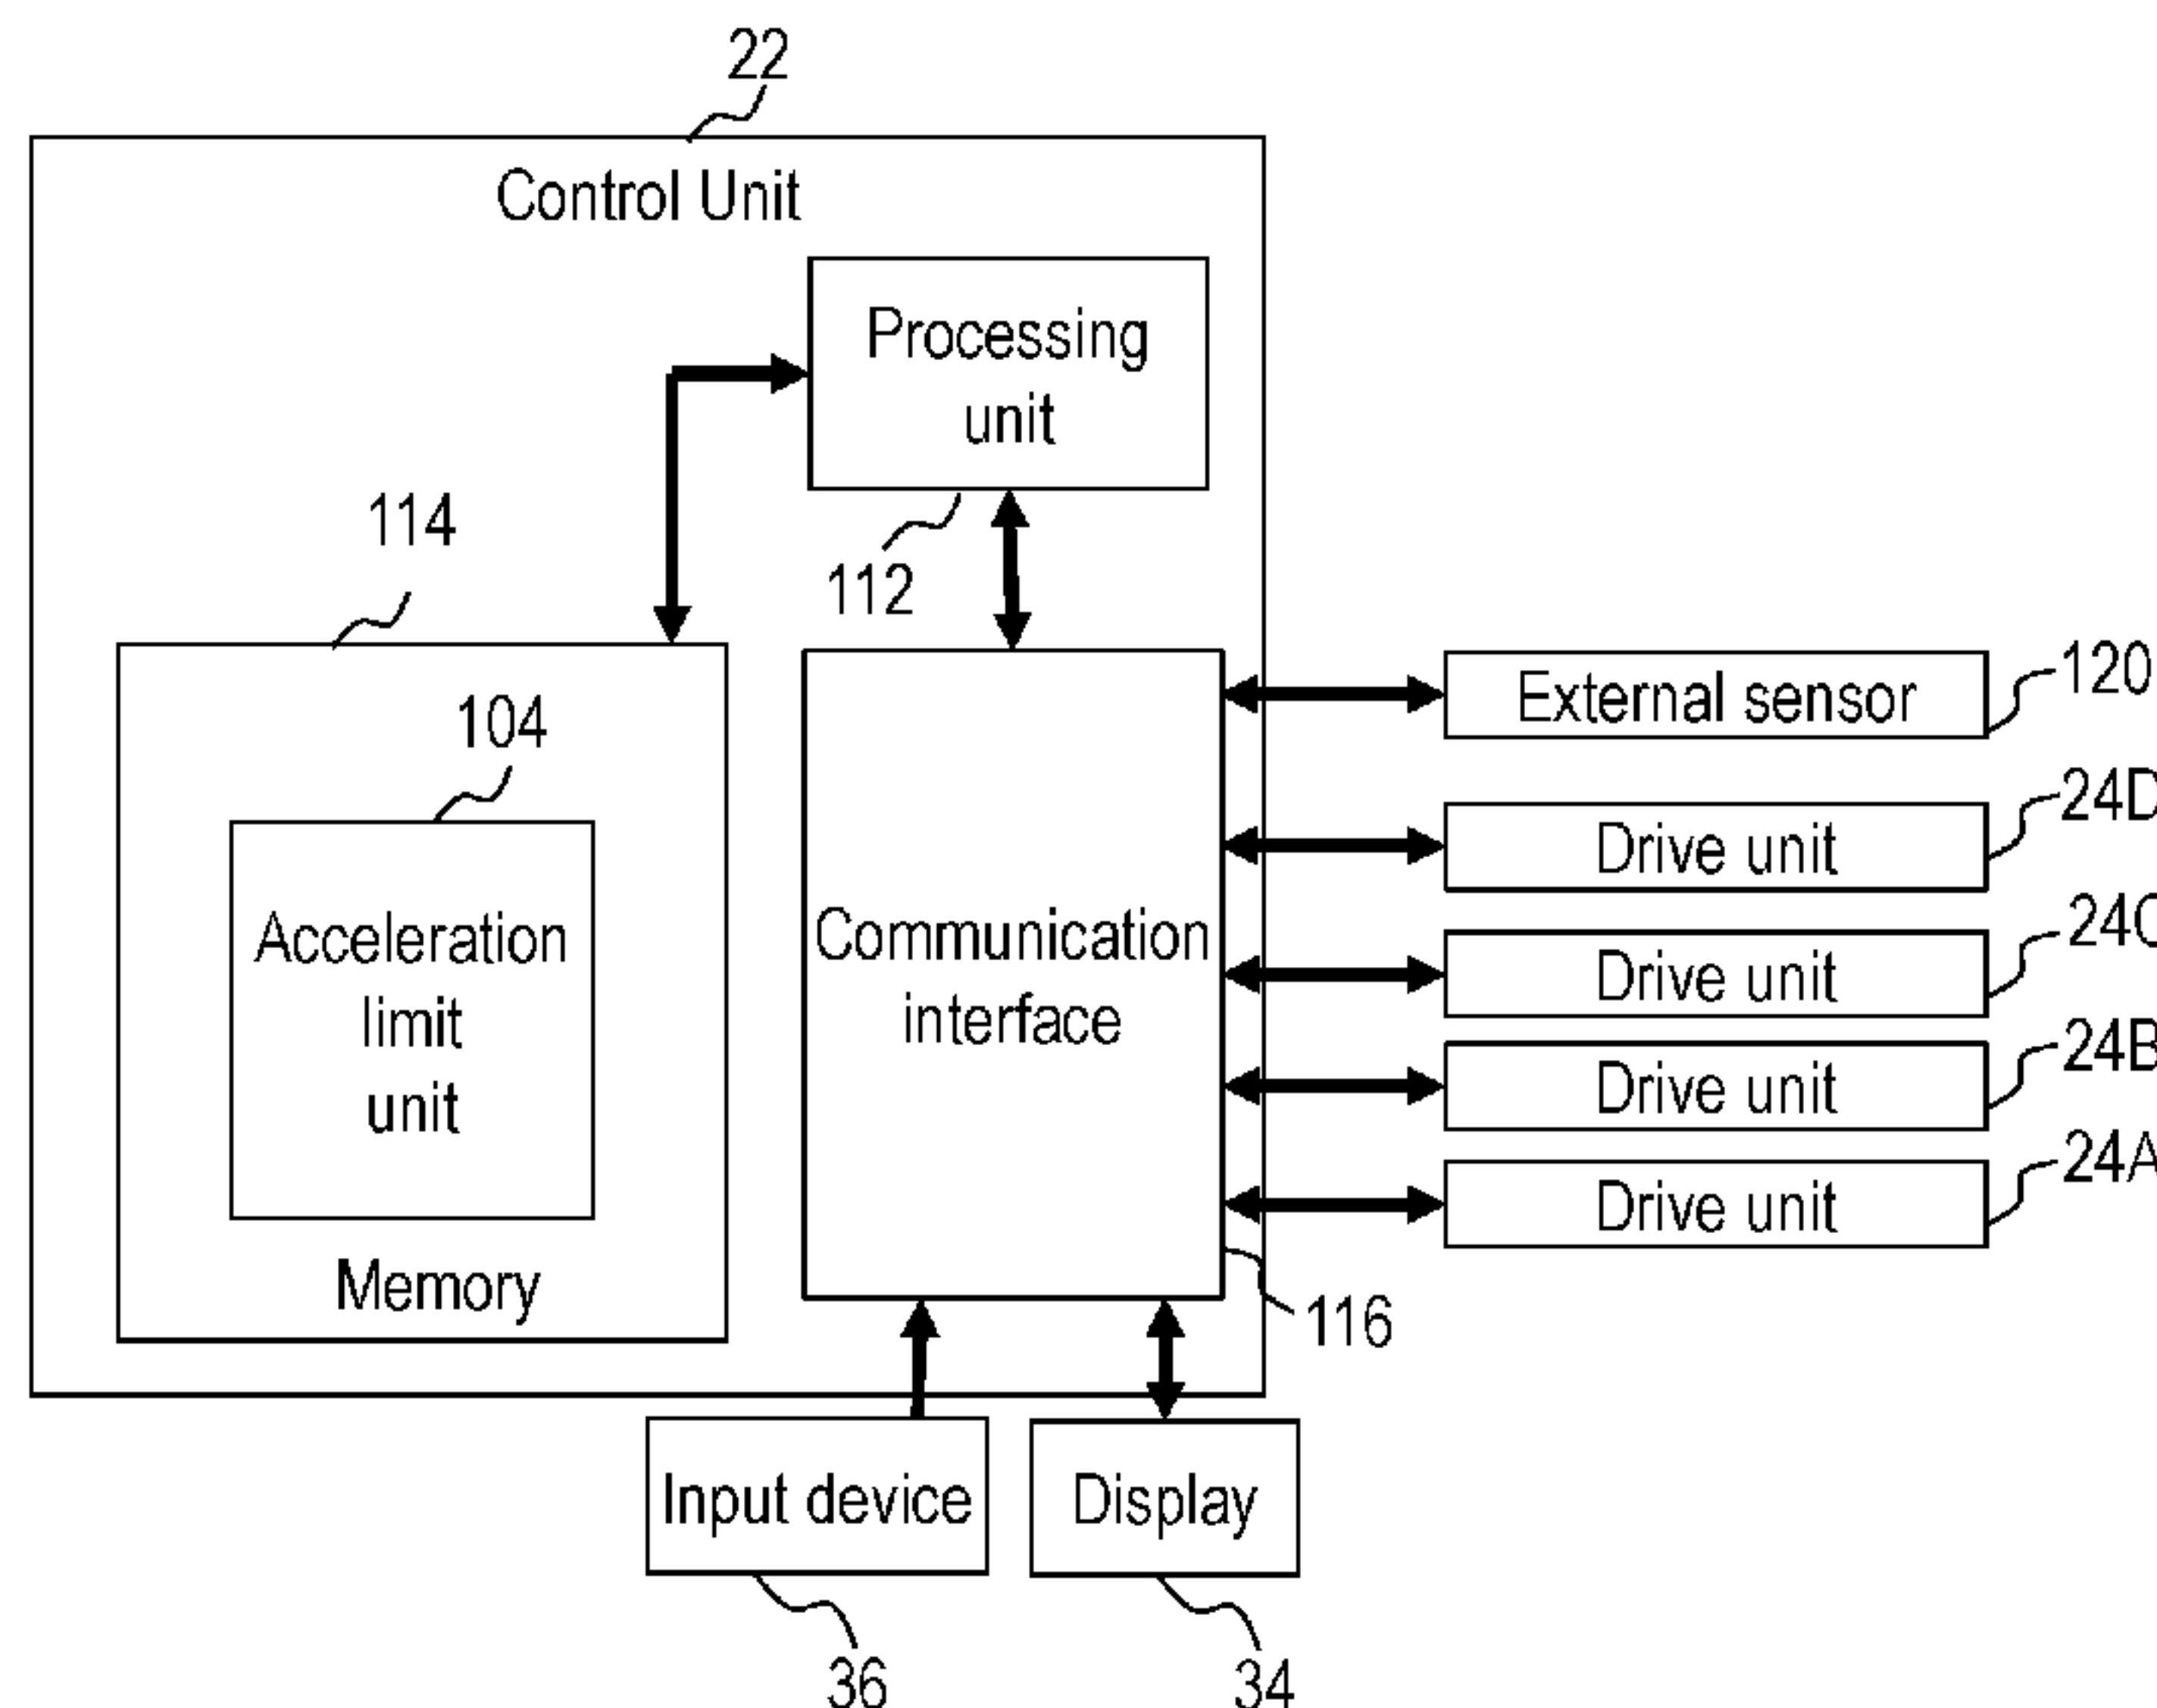 22
Control Unit
Processing
unit
114
112
104
Acceleration
limit
unit
Memory
Communication
interface
External sensor
120
Drive unit
24D
Drive unit
24C
Drive unit
24B
Drive unit
24A
116
Input device
Display
36
34